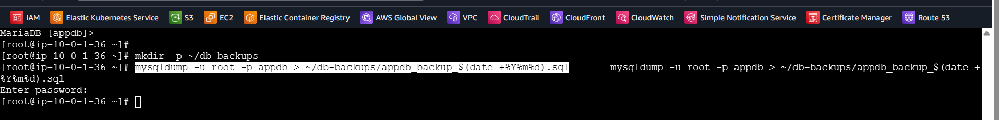 IAM Elastic Kubernetes Service S3 EC2 Elastic Container Registry AWS Global View VPC CloudTrail CloudFront CloudWatch Simple Notification Service Certificate Manager Route 53
MariaDB [appdb]>
[root@ip-10-0-1-36 ~]#
[root@ip-10-0-1-36 ~]# mkdir -p ~/db-backups
[root@ip-10-0-1-36 ~]# mysqldump -u root -p appdb > ~/db-backups/appdb_backup_$(date +%Y%m%d).sql mysqldump -u root -p appdb > ~/db-backups/appdb_backup_$(date +
%Y%m%d).sql
Enter password:
[root@ip-10-0-1-36 ~]#